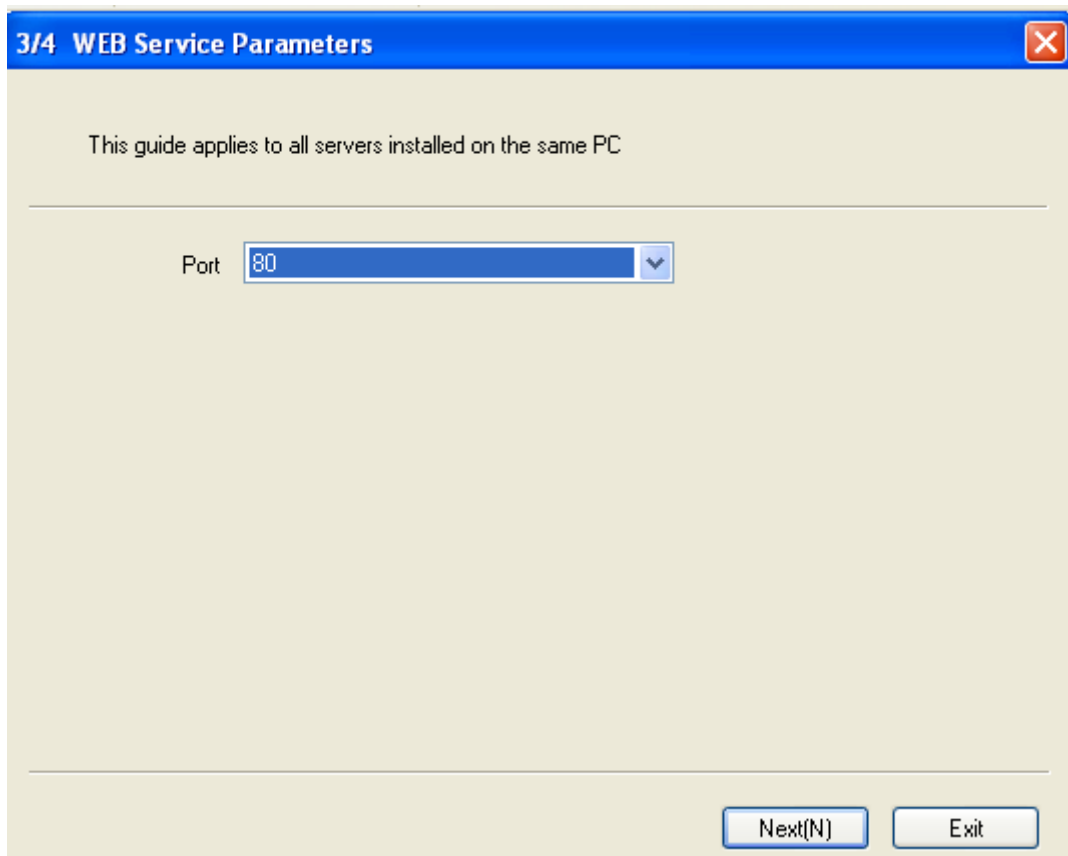 3/4 WEB Service Parameters
This guide applies to all servers installed on the same PC
Port 80
Next(N) Exit